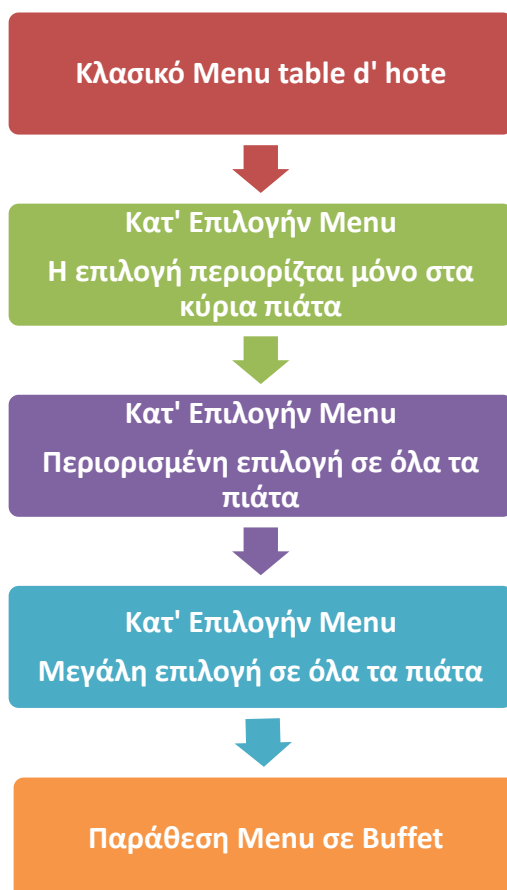 Κλασικό Menu table d' hote
Κατ' Επιλογήν Menu
Η επιλογή περιορίζται μόνο στα
κύρια πιάτα
Κατ' Επιλογήν Menu
Περιορισμένη επιλογή σε όλα τα
πιάτα
Κατ' Επιλογήν Menu
Μεγάλη επιλογή σε όλα τα πιάτα
Παράθεση Menu σε Buffet